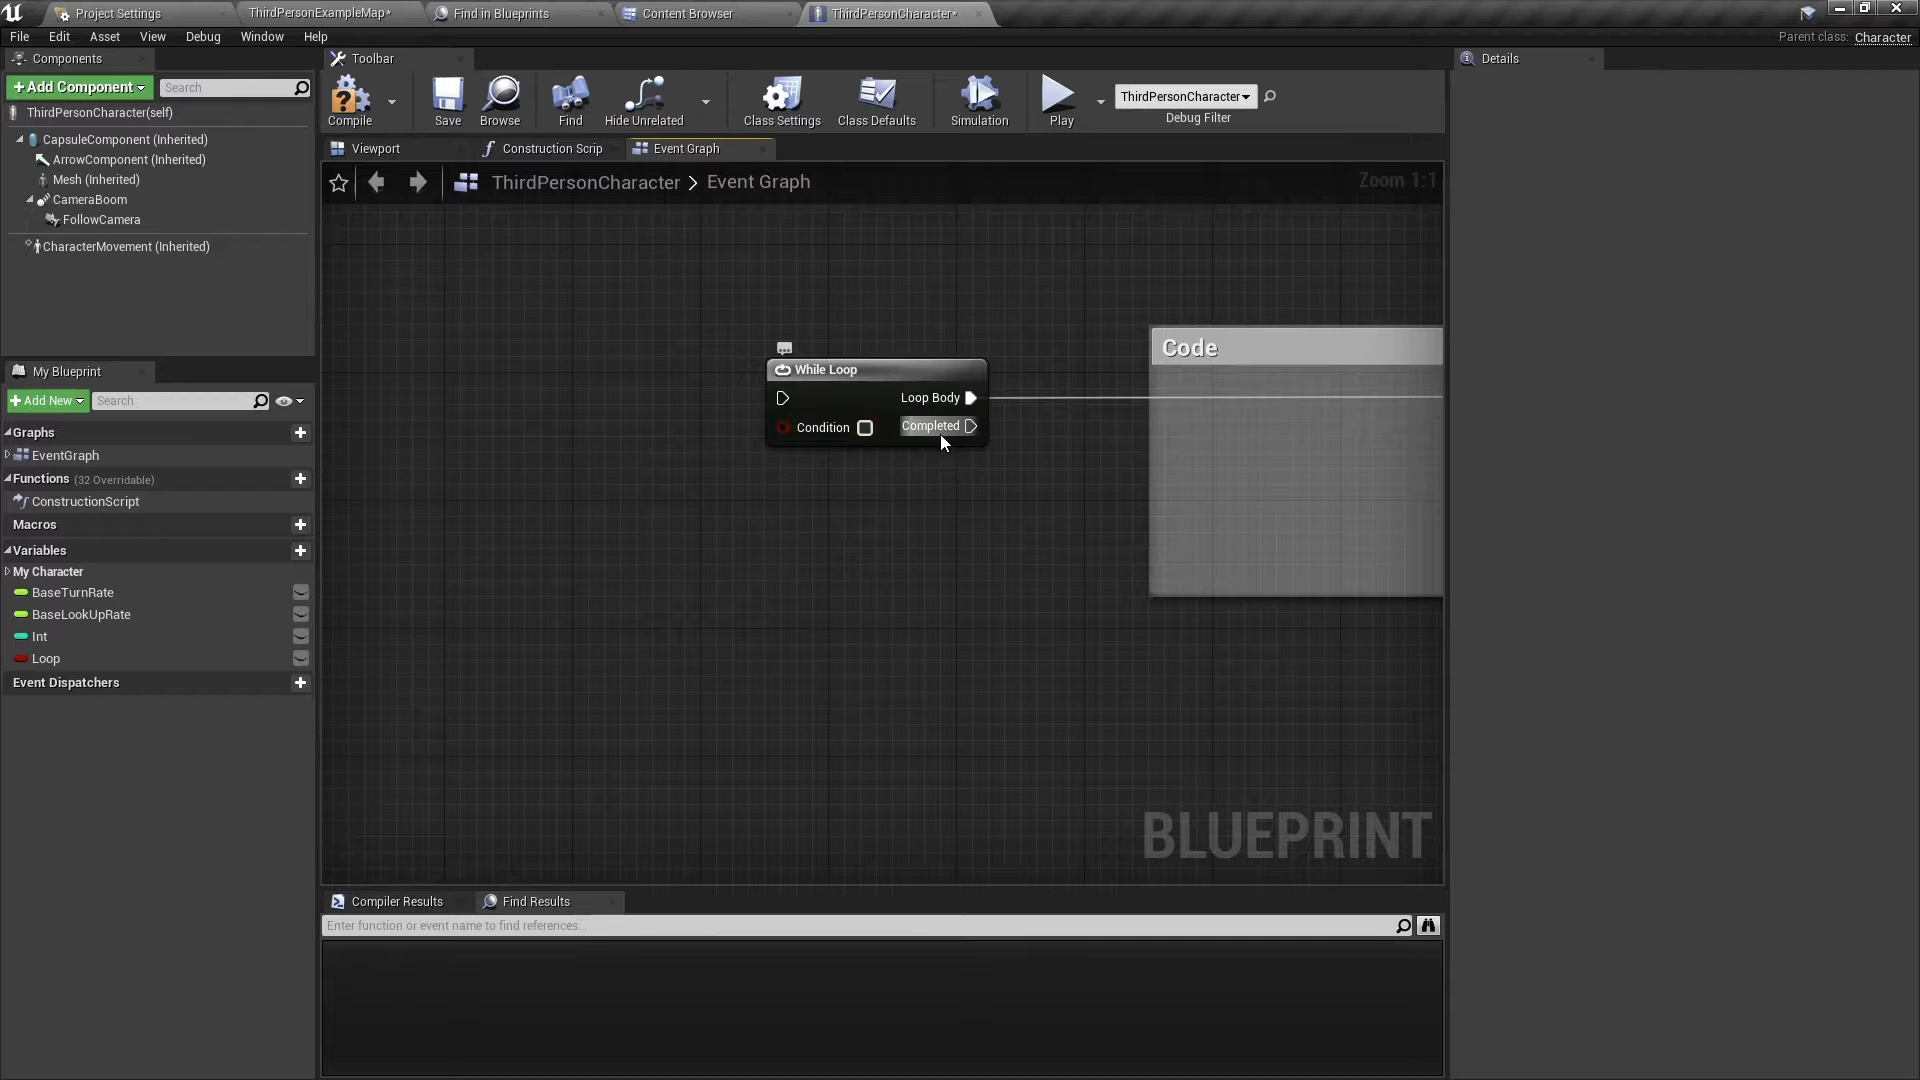 Project Settings
ThirdPersonExampleMap*
Find in Blueprints
Content Browser
ThirdPersonCharacter*
File Edit Asset View Debug Window Help
Parent class: Character
Components
+Add Component
Search
ThirdPersonCharacter(self)
CapsuleComponent (Inherited)
ArrowComponent (Inherited)
Mesh (Inherited)
CameraBoom
FollowCamera
CharacterMovement (Inherited)
My Blueprint
+Add New
Search
Graphs
EventGraph
Functions (32 Overridable)
ConstructionScript
Macros
Variables
My Character
BaseTurnRate
BaseLookUpRate
Int
Loop
Event Dispatchers
Toolbar
Compile
Save
Browse
Find
Hide Unrelated
Class Settings
Class Defaults
Simulation
Play
ThirdPersonCharacter
Debug Filter
Viewport
Construction Scrip
Event Graph
ThirdPersonCharacter > Event Graph
Zoom 1:1
While Loop
Loop Body
Condition
Completed
Code
BLUEPRINT
Compiler Results
Find Results
Enter function or event name to find references...
Details